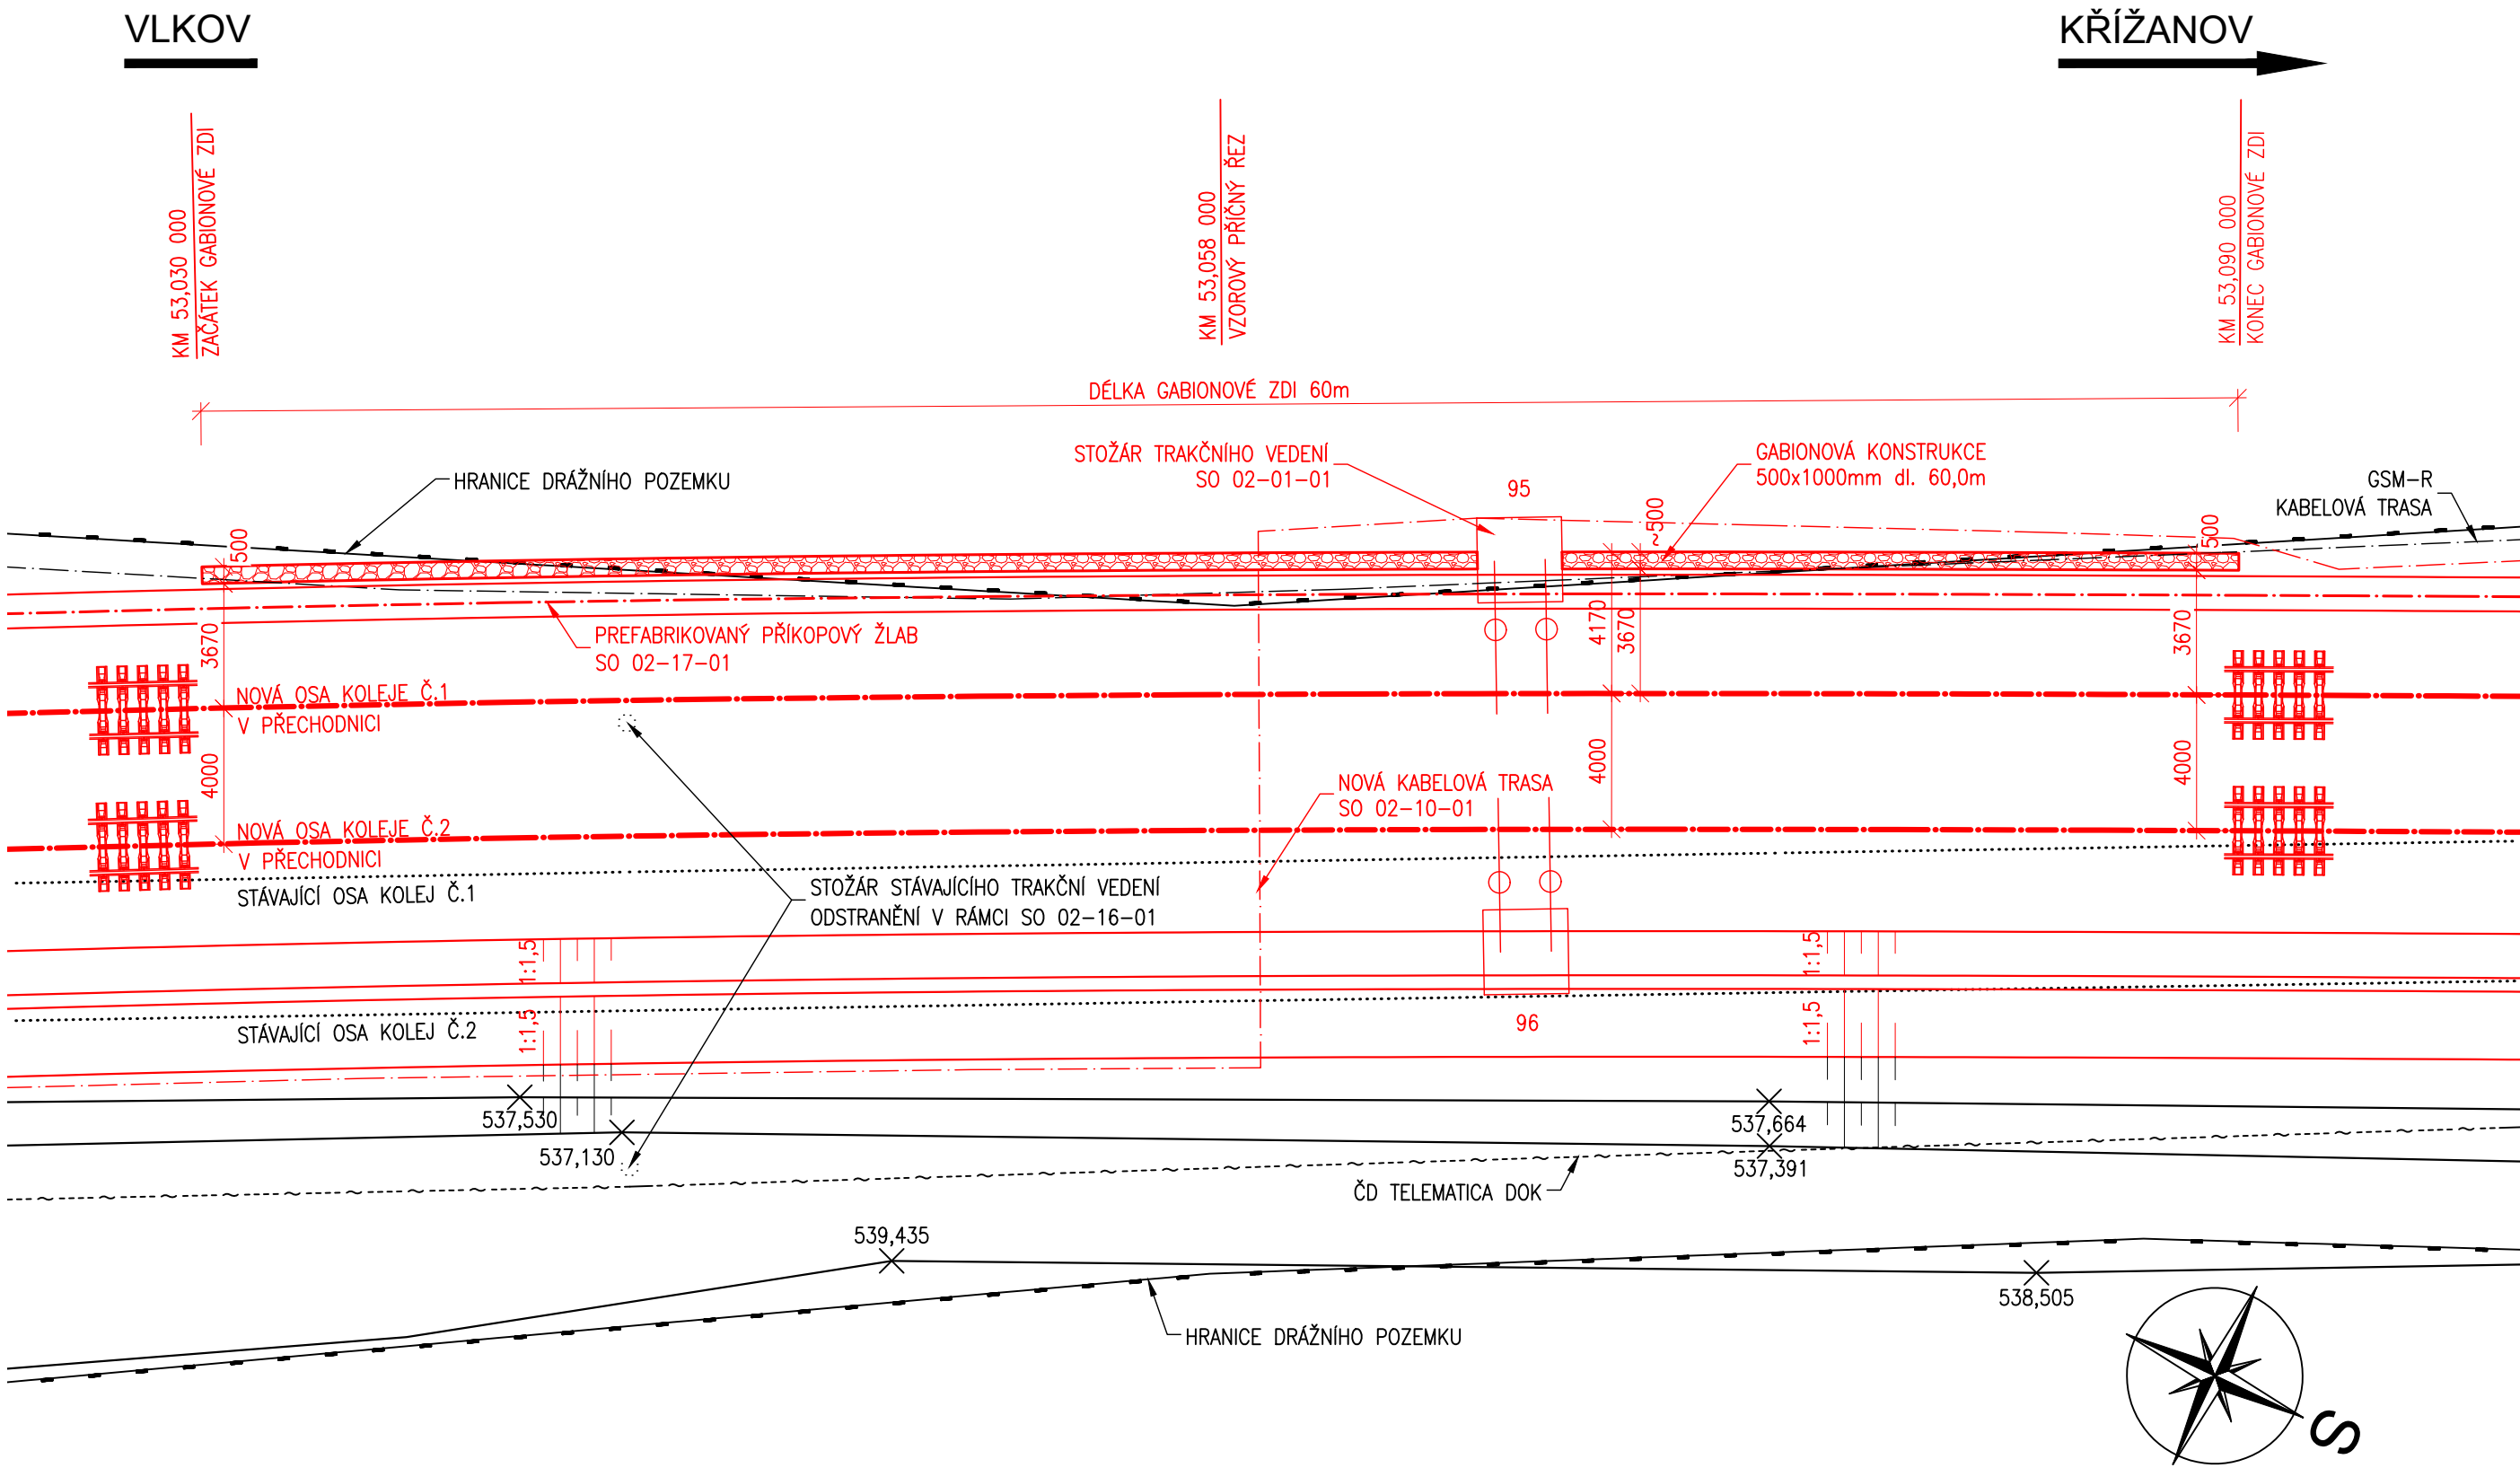 VLKOV
KŘÍŽANOV
KM 53,030 000
ZAČÁTEK GABIONOVÉ ZDI
KM 53,058 000
VZOROVÝ PŘÍČNÝ ŘEZ
KM 53,090 000
KONEC GABIONOVÉ ZDI
DÉLKA GABIONOVÉ ZDI 60m
HRANICE DRÁŽNÍHO POZEMKU
STOŽÁR TRAKČNÍHO VEDENÍ
SO 02-01-01
95
GABIONOVÁ KONSTRUKCE
500x1000mm dl. 60,0m
GSM-R
KABELOVÁ TRASA
500
~500
500
PREFABRIKOVANÝ PŘÍKOPOVÝ ŽLAB
SO 02-17-01
3670
4170
3670
3670
NOVÁ OSA KOLEJE Č.1
V PŘECHODNICI
4000
4000
4000
NOVÁ KABELOVÁ TRASA
SO 02-10-01
NOVÁ OSA KOLEJE Č.2
V PŘECHODNICI
STÁVAJÍCÍ OSA KOLEJ Č.1
STOŽÁR STÁVAJÍCÍHO TRAKČNÍ VEDENÍ
ODSTRANĚNÍ V RÁMCI SO 02-16-01
1:1,5
1:1,5
STÁVAJÍCÍ OSA KOLEJ Č.2
1:1,5
1:1,5
96
537,530
537,130
537,664
537,391
ČD TELEMATICA DOK
539,435
538,505
HRANICE DRÁŽNÍHO POZEMKU
S